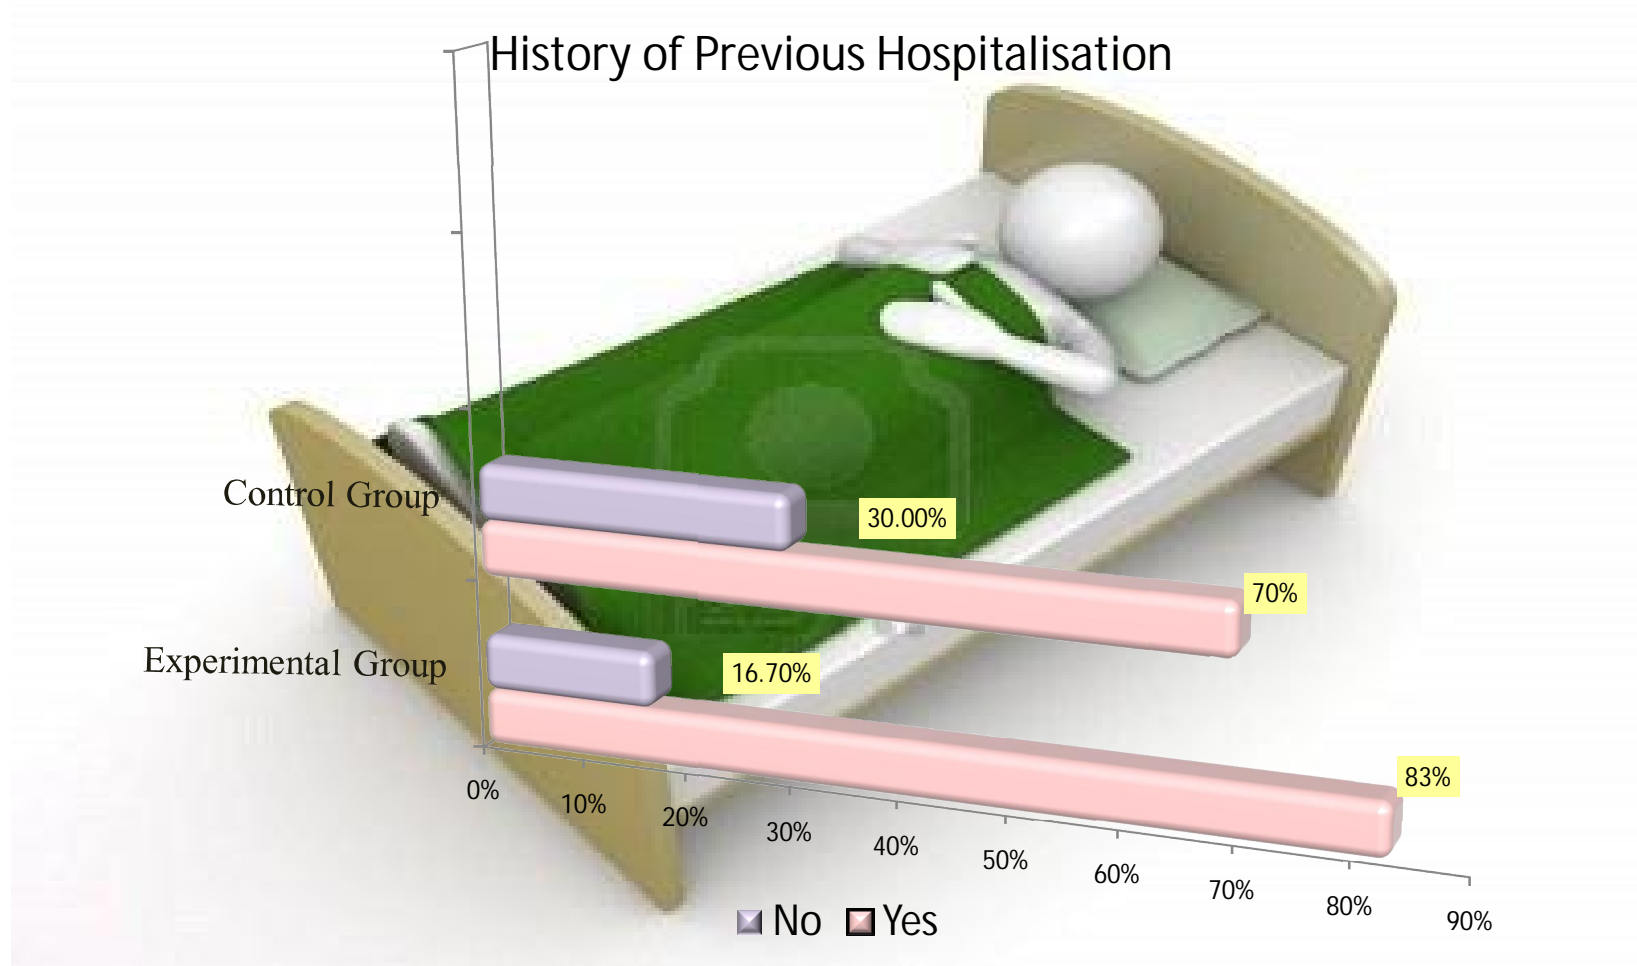 History of Previous Hospitalisation
Control Group
30.00%
70%
Experimental Group
16.70%
83%
0%
10%
20%
30%
40%
50%
60%
70%
80%
90%
No
Yes